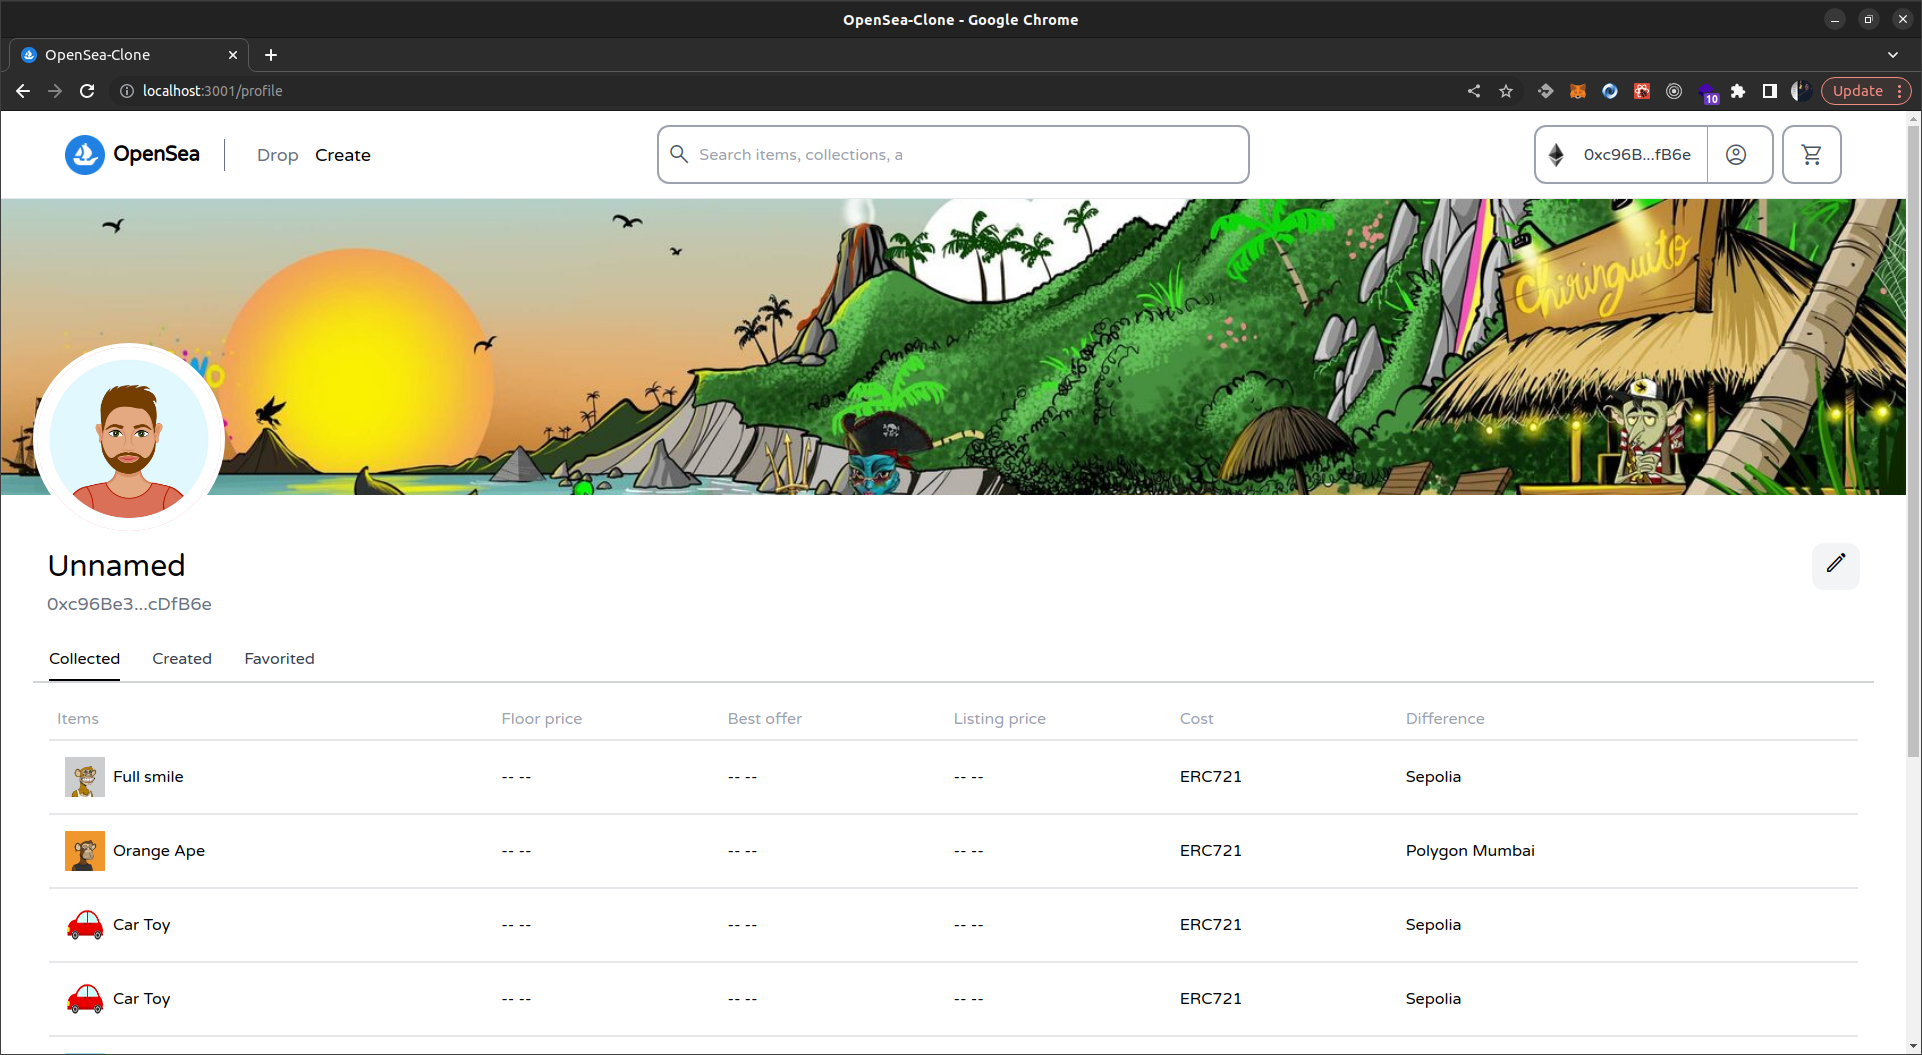 OpenSea-Clone - Google Chrome
OpenSea-Clone
localhost:3001/profile
10
Update
OpenSea
Drop
Create
Search items, collections, a
0xc96B...fB6e
Chiringuito
Unnamed
0xc96Be3...cDfB6e
Collected Created Favorited
Items Floor price Best offer Listing price Cost Difference
Full smile -- -- -- -- -- -- ERC721 Sepolia
Orange Ape -- -- -- -- -- -- ERC721 Polygon Mumbai
Car Toy -- -- -- -- -- -- ERC721 Sepolia
Car Toy -- -- -- -- -- -- ERC721 Sepolia